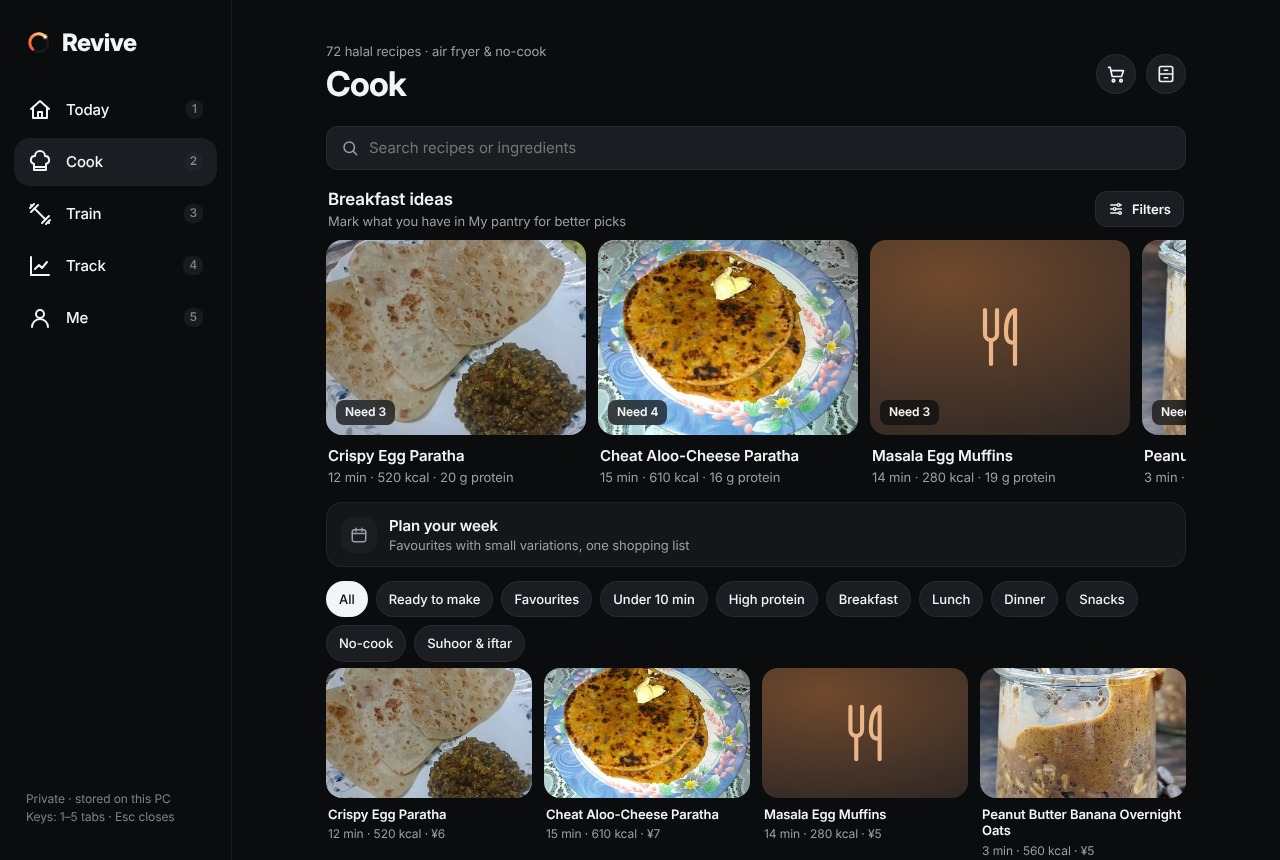 Revive
Today 1
Cook 2
Train 3
Track 4
Me 5
Private · stored on this PC
Keys: 1–5 tabs · Esc closes
72 halal recipes · air fryer & no-cook
Cook
Search recipes or ingredients
Breakfast ideas
Mark what you have in My pantry for better picks
Filters
Need 3
Need 4
Need 3
Need
Crispy Egg Paratha
12 min · 520 kcal · 20 g protein
Cheat Aloo-Cheese Paratha
15 min · 610 kcal · 16 g protein
Masala Egg Muffins
14 min · 280 kcal · 19 g protein
Peanu
3 min ·
Plan your week
Favourites with small variations, one shopping list
All Ready to make Favourites Under 10 min High protein Breakfast Lunch Dinner Snacks
No-cook Suhoor & iftar
Crispy Egg Paratha
12 min · 520 kcal · ¥6
Cheat Aloo-Cheese Paratha
15 min · 610 kcal · ¥7
Masala Egg Muffins
14 min · 280 kcal · ¥5
Peanut Butter Banana Overnight
Oats
3 min · 560 kcal · ¥5